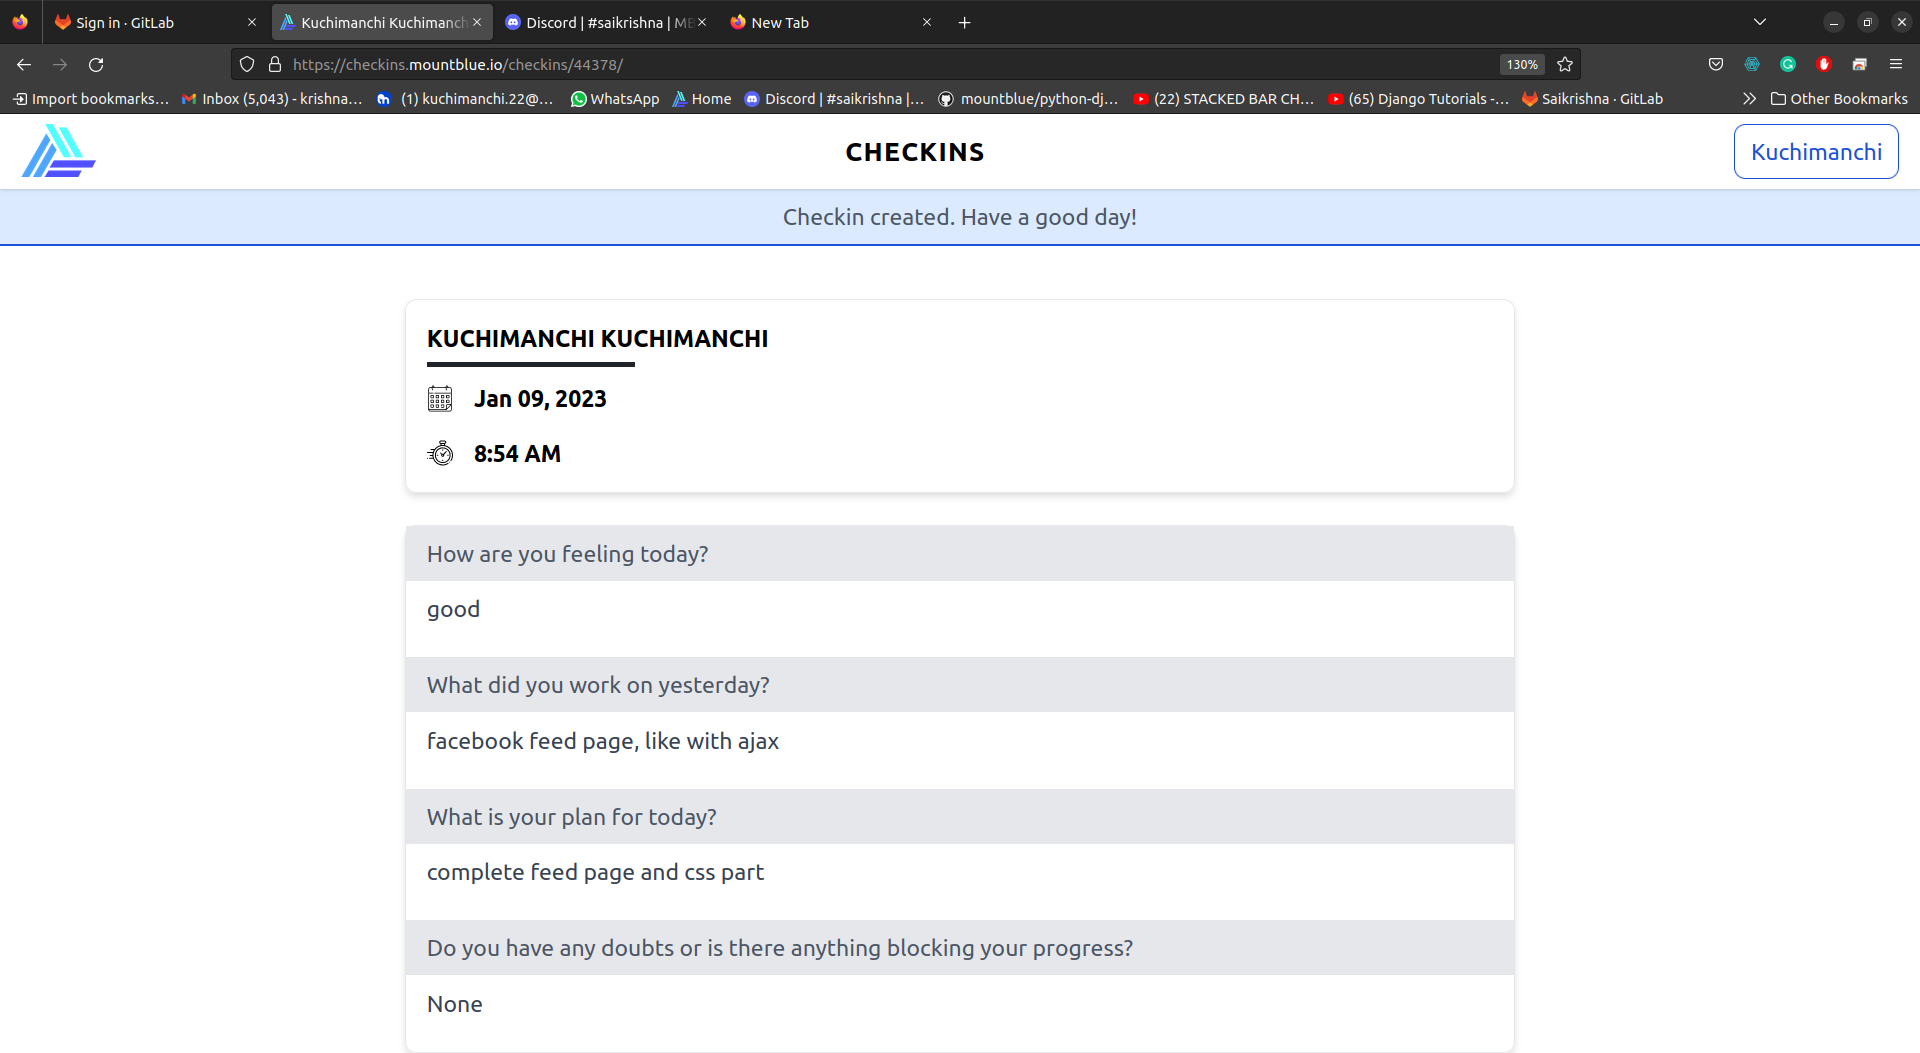 Sign in · GitLab
Kuchimanchi Kuchimanch
Discord | #saikrishna | MB
New Tab
https://checkins.mountblue.io/checkins/44378/
130%
Import bookmarks...
Inbox (5,043) - krishna...
(1) kuchimanchi.22@...
WhatsApp
Home
Discord | #saikrishna |...
mountblue/python-dj...
(22) STACKED BAR CH...
(65) Django Tutorials -...
Saikrishna · GitLab
Other Bookmarks
CHECKINS
Kuchimanchi
Checkin created. Have a good day!
KUCHIMANCHI KUCHIMANCHI
Jan 09, 2023
8:54 AM
How are you feeling today?
good
What did you work on yesterday?
facebook feed page, like with ajax
What is your plan for today?
complete feed page and css part
Do you have any doubts or is there anything blocking your progress?
None